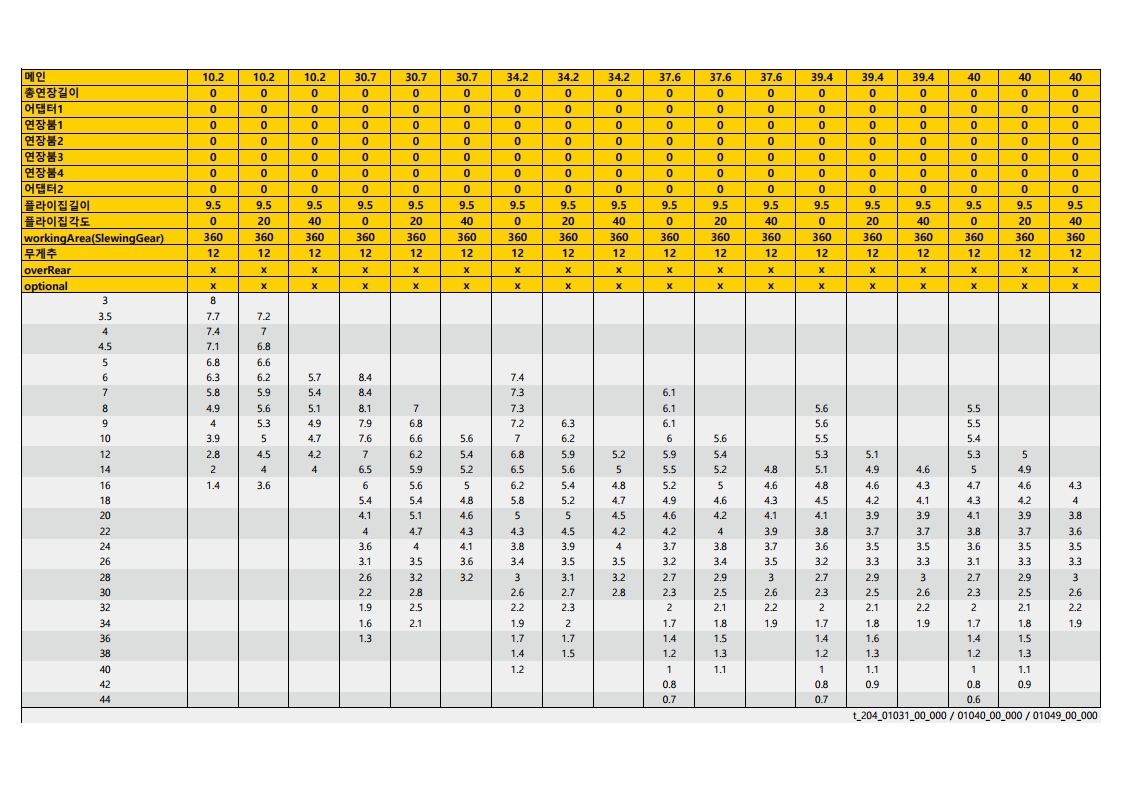 메인 10.2 10.2 10.2 30.7 30.7 30.7 34.2 34.2 34.2 37.6 37.6 37.6 39.4 39.4 39.4 40 40 40
총연장길이 0 0 0 0 0 0 0 0 0 0 0 0 0 0 0 0 0 0
어댑터1 0 0 0 0 0 0 0 0 0 0 0 0 0 0 0 0 0 0
연장붐1 0 0 0 0 0 0 0 0 0 0 0 0 0 0 0 0 0 0
연장붐2 0 0 0 0 0 0 0 0 0 0 0 0 0 0 0 0 0 0
연장붐3 0 0 0 0 0 0 0 0 0 0 0 0 0 0 0 0 0 0
연장붐4 0 0 0 0 0 0 0 0 0 0 0 0 0 0 0 0 0 0
어댑터2 0 0 0 0 0 0 0 0 0 0 0 0 0 0 0 0 0 0
플라이집길이 9.5 9.5 9.5 9.5 9.5 9.5 9.5 9.5 9.5 9.5 9.5 9.5 9.5 9.5 9.5 9.5 9.5 9.5
플라이집각도 0 20 40 0 20 40 0 20 40 0 20 40 0 20 40 0 20 40
workingArea(SlewingGear) 360 360 360 360 360 360 360 360 360 360 360 360 360 360 360 360 360 360
무게추 12 12 12 12 12 12 12 12 12 12 12 12 12 12 12 12 12 12
overRear x x x x x x x x x x x x x x x x x x
optional x x x x x x x x x x x x x x x x x x
3 8
3.5 7.7 7.2
4 7.4 7
4.5 7.1 6.8
5 6.8 6.6
6 6.3 6.2 5.7 8.4 7.4
7 5.8 5.9 5.4 8.4 7.3 6.1
8 4.9 5.6 5.1 8.1 7 7.3 6.1 5.6 5.5
9 4 5.3 4.9 7.9 6.8 7.2 6.3 6.1 5.6 5.5
10 3.9 5 4.7 7.6 6.6 5.6 7 6.2 6 5.6 5.5 5.4
12 2.8 4.5 4.2 7 6.2 5.4 6.8 5.9 5.2 5.9 5.4 5.3 5.1 5.3 5
14 2 4 4 6.5 5.9 5.2 6.5 5.6 5 5.5 5.2 4.8 5.1 4.9 4.6 5 4.9
16 1.4 3.6 6 5.6 5 6.2 5.4 4.8 5.2 5 4.6 4.8 4.6 4.3 4.7 4.6 4.3
18 5.4 5.4 4.8 5.8 5.2 4.7 4.9 4.6 4.3 4.5 4.2 4.1 4.3 4.2 4
20 4.1 5.1 4.6 5 5 4.5 4.6 4.2 4.1 4.1 3.9 3.9 4.1 3.9 3.8
22 4 4.7 4.3 4.3 4.5 4.2 4.2 4 3.9 3.8 3.7 3.7 3.8 3.7 3.6
24 3.6 4 4.1 3.8 3.9 4 3.7 3.8 3.7 3.6 3.5 3.5 3.6 3.5 3.5
26 3.1 3.5 3.6 3.4 3.5 3.5 3.2 3.4 3.5 3.2 3.3 3.3 3.1 3.3 3.3
28 2.6 3.2 3.2 3 3.1 3.2 2.7 2.9 3 2.7 2.9 3 2.7 2.9 3
30 2.2 2.8 2.6 2.7 2.8 2.3 2.5 2.6 2.3 2.5 2.6 2.3 2.5 2.6
32 1.9 2.5 2.2 2.3 2 2.1 2.2 2 2.1 2.2 2 2.1 2.2
34 1.6 2.1 1.9 2 1.7 1.8 1.9 1.7 1.8 1.9 1.7 1.8 1.9
36 1.3 1.7 1.7 1.4 1.5 1.4 1.6 1.4 1.5
38 1.4 1.5 1.2 1.3 1.2 1.3 1.2 1.3
40 1.2 1 1.1 1 1.1 1 1.1
42 0.8 0.8 0.9 0.8 0.9
44 0.7 0.7 0.6
t_204_01031_00_000 / 01040_00_000 / 01049_00_000